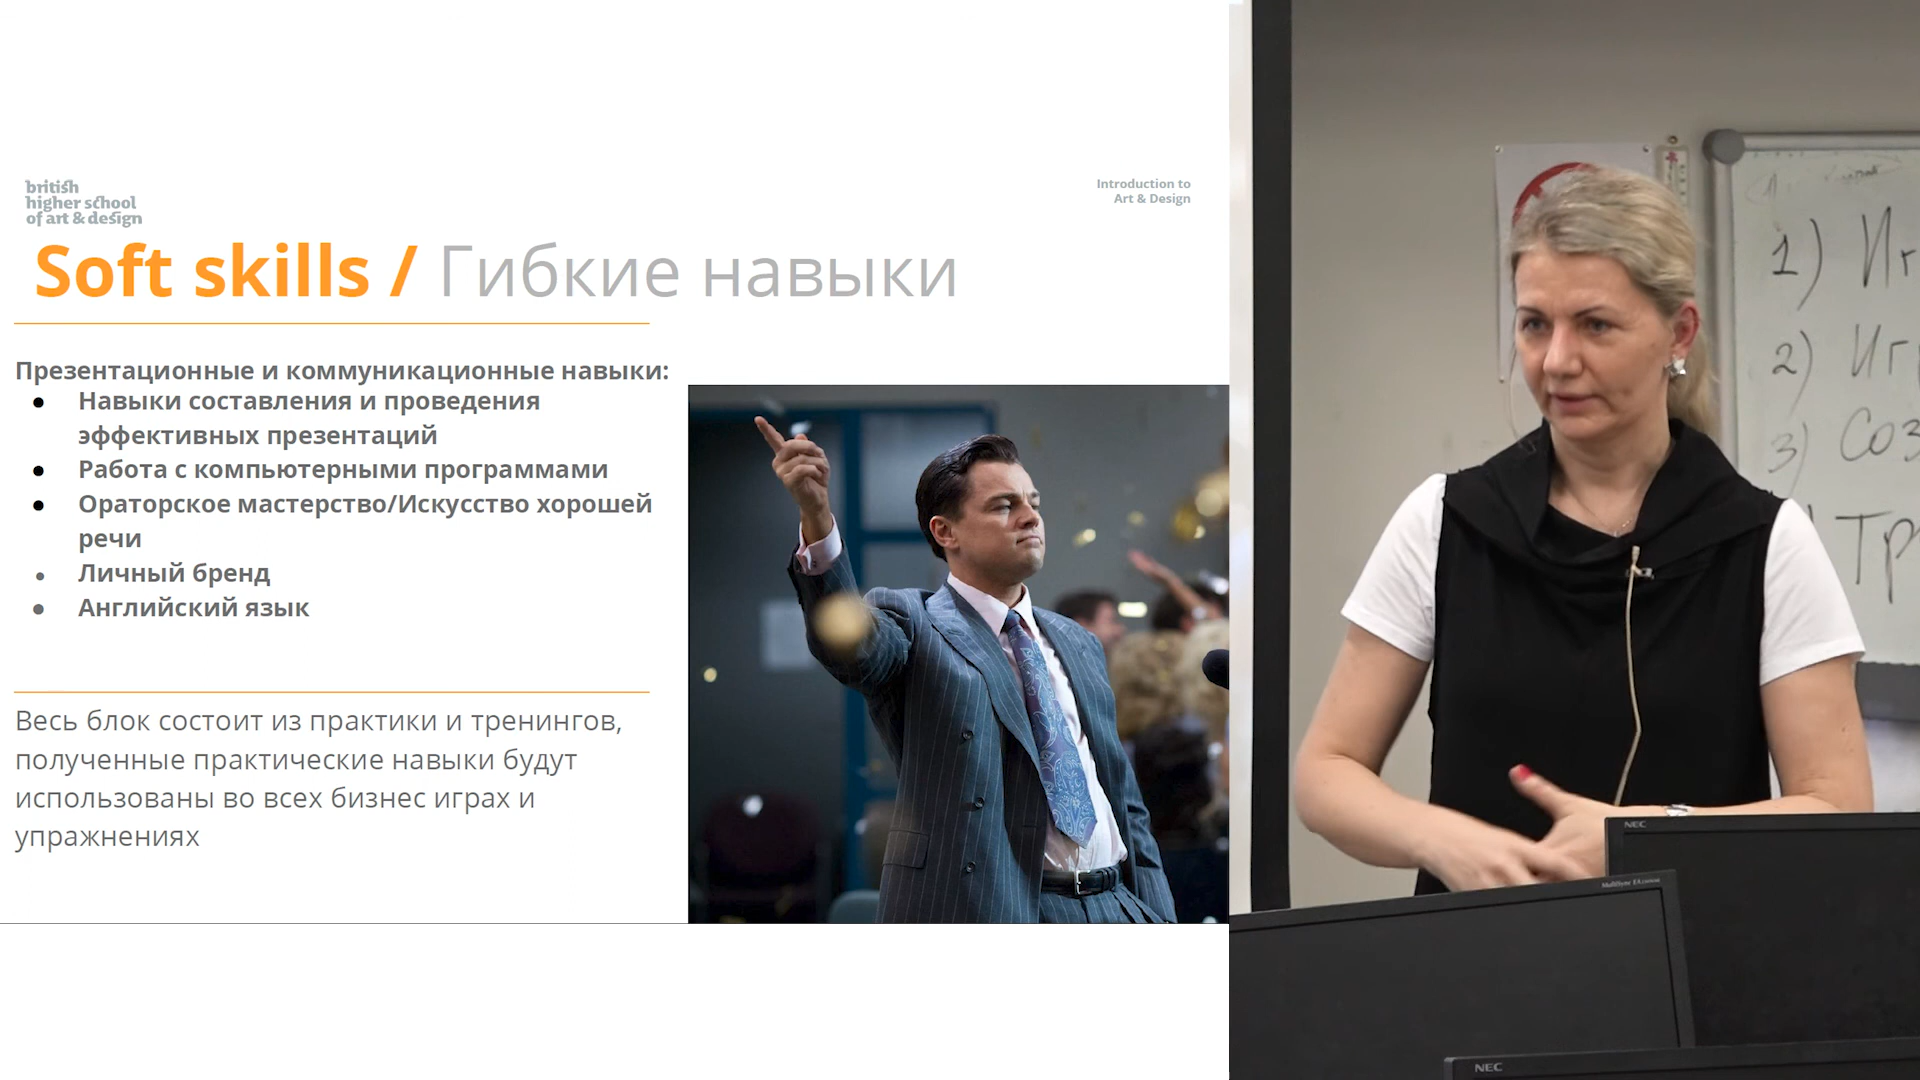 british
higher school
of art & design
Introduction to
Art & Design
Soft skills / Гибкие навыки
Презентационные и коммуникационные навыки:
● Навыки составления и проведения
эффективных презентаций
● Работа с компьютерными программами
● Ораторское мастерство/Искусство хорошей
речи
● Личный бренд
● Английский язык
Весь блок состоит из практики и тренингов,
полученные практические навыки будут
использованы во всех бизнес играх и
упражнениях
1)
2)
3)
NEC
NEC